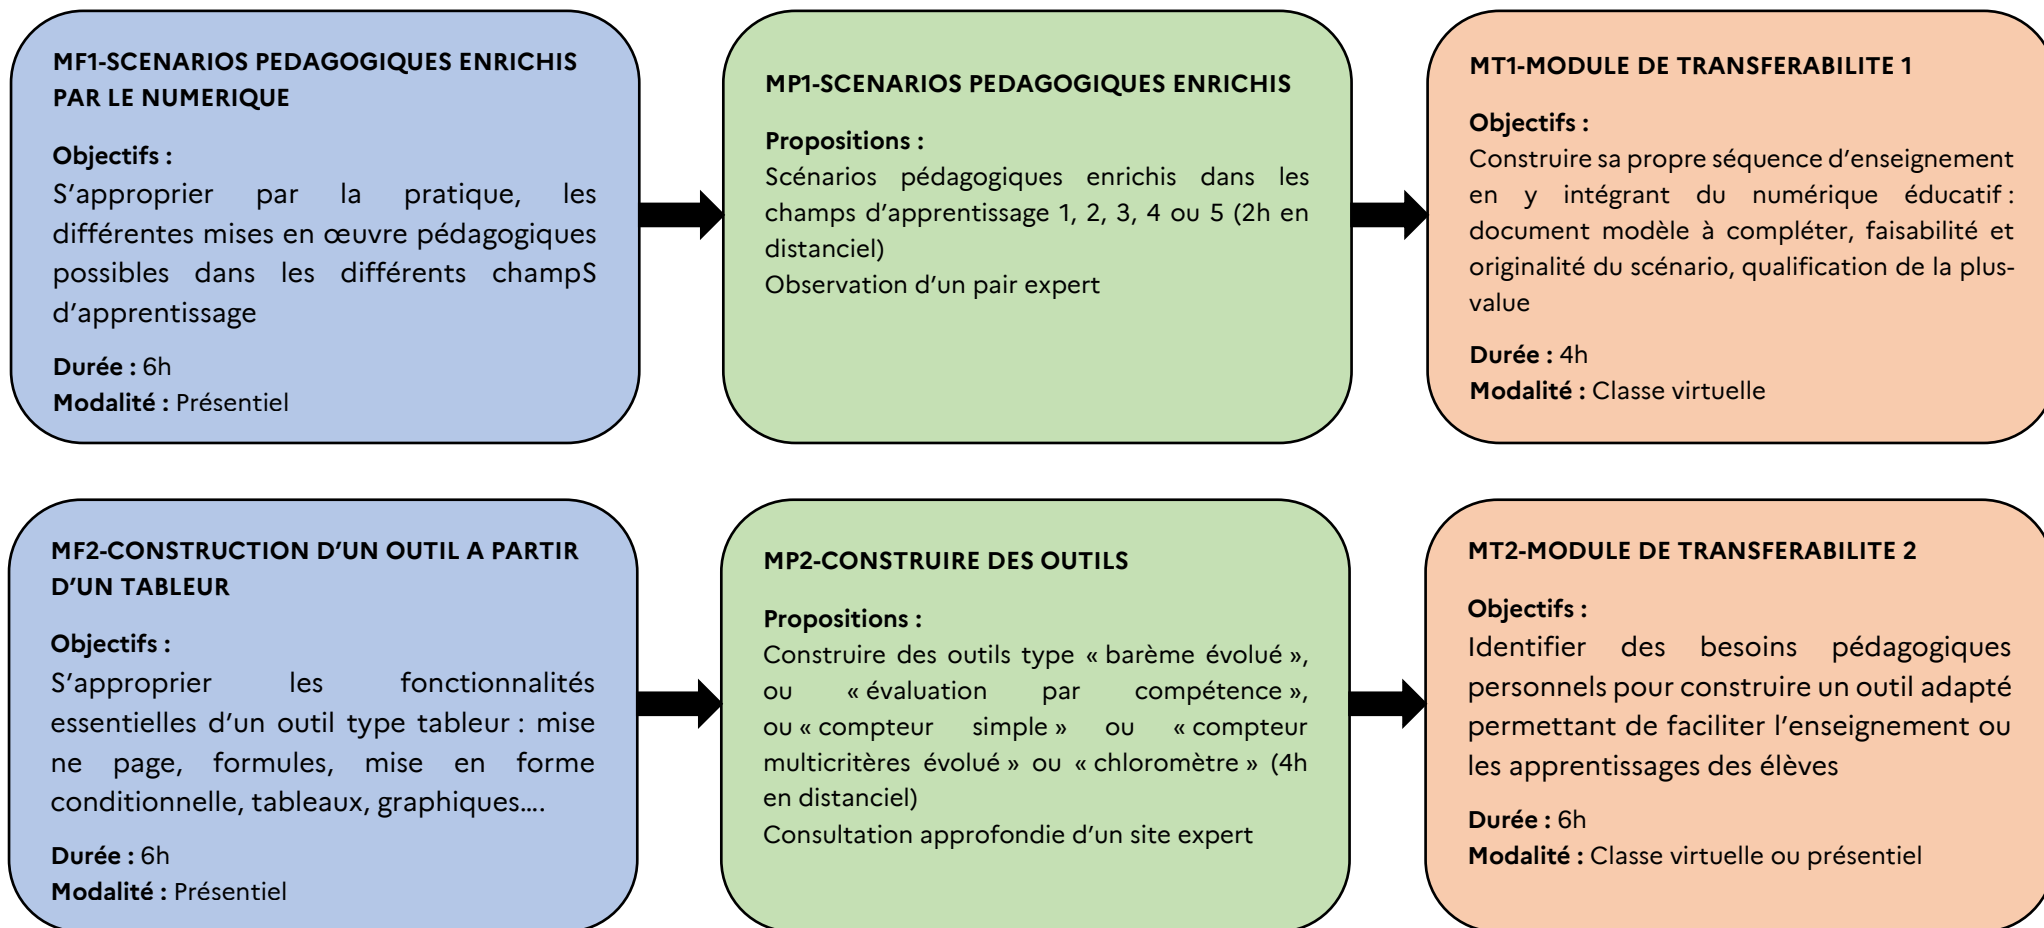 MF1-SCENARIOS PEDAGOGIQUES ENRICHIS
PAR LE NUMERIQUE
Objectifs :
S’approprier par la pratique, les
différentes mises en œuvre pédagogiques
possibles dans les différents champS
d’apprentissage
Durée : 6h
Modalité : Présentiel
MP1-SCENARIOS PEDAGOGIQUES ENRICHIS
Propositions :
Scénarios pédagogiques enrichis dans les
champs d’apprentissage 1, 2, 3, 4 ou 5 (2h en
distanciel)
Observation d’un pair expert
MT1-MODULE DE TRANSFERABILITE 1
Objectifs :
Construire sa propre séquence d’enseignement
en y intégrant du numérique éducatif :
document modèle à compléter, faisabilité et
originalité du scénario, qualification de la plus-
value
Durée : 4h
Modalité : Classe virtuelle
MF2-CONSTRUCTION D’UN OUTIL A PARTIR
D’UN TABLEUR
Objectifs :
S’approprier les fonctionnalités
essentielles d’un outil type tableur : mise
ne page, formules, mise en forme
conditionnelle, tableaux, graphiques….
Durée : 6h
Modalité : Présentiel
MP2-CONSTRUIRE DES OUTILS
Propositions :
Construire des outils type « barème évolué »,
ou « évaluation par compétence »,
ou « compteur simple » ou « compteur
multicritères évolué » ou « chloromètre » (4h
en distanciel)
Consultation approfondie d’un site expert
MT2-MODULE DE TRANSFERABILITE 2
Objectifs :
Identifier des besoins pédagogiques
personnels pour construire un outil adapté
permettant de faciliter l’enseignement ou
les apprentissages des élèves
Durée : 6h
Modalité : Classe virtuelle ou présentiel